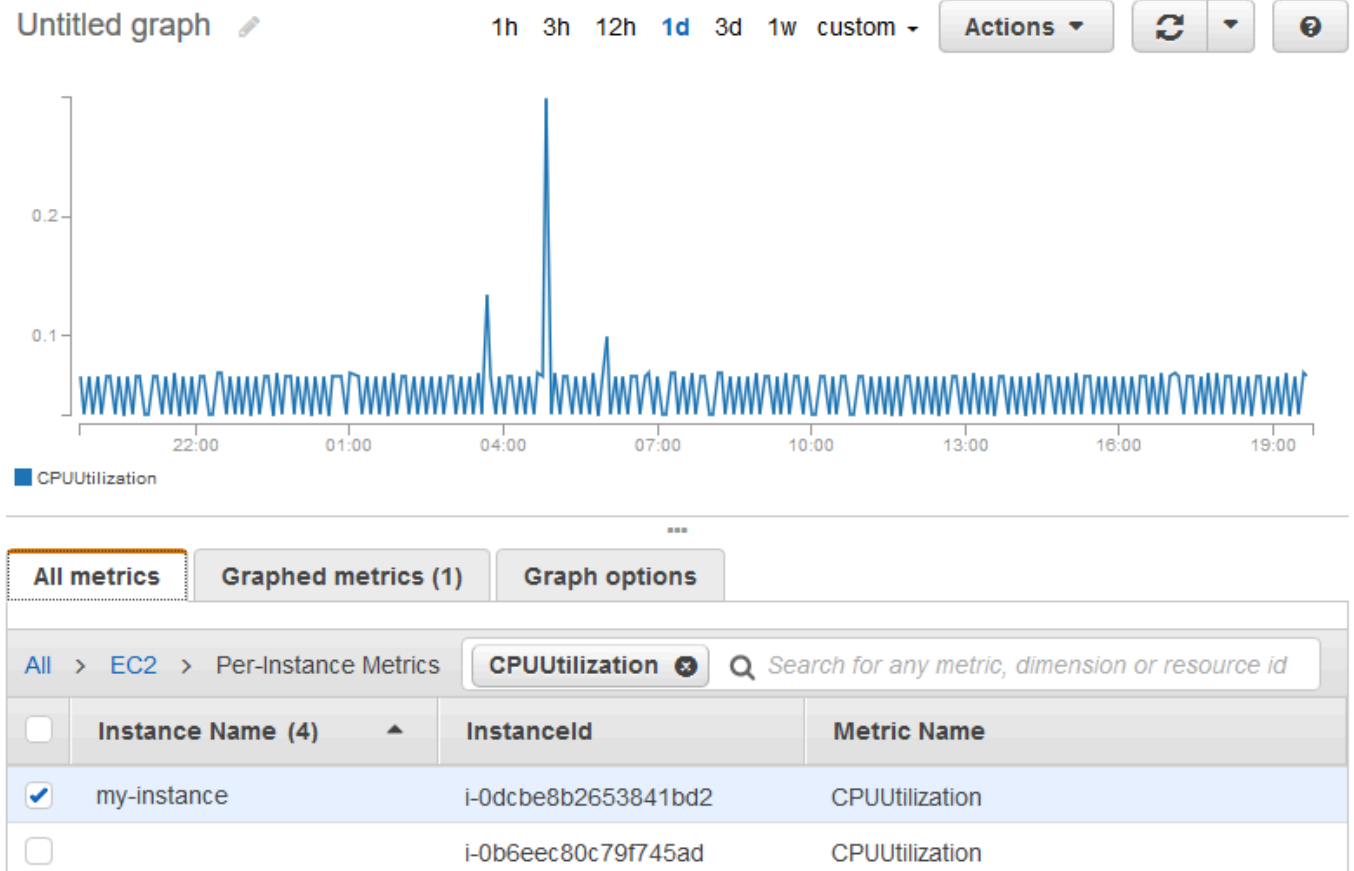 Untitled graph 1h 3h 12h 1d 3d 1w custom Actions
0.2
0.1
22:00 01:00 04:00 07:00 10:00 13:00 16:00 19:00
CPUUtilization
All metrics Graphed metrics (1) Graph options
All > EC2 > Per-Instance Metrics CPUUtilization Search for any metric, dimension or resource id
Instance Name (4) InstanceId Metric Name
my-instance i-0dcbe8b2653841bd2 CPUUtilization
i-0b6eec80c79f745ad CPUUtilization